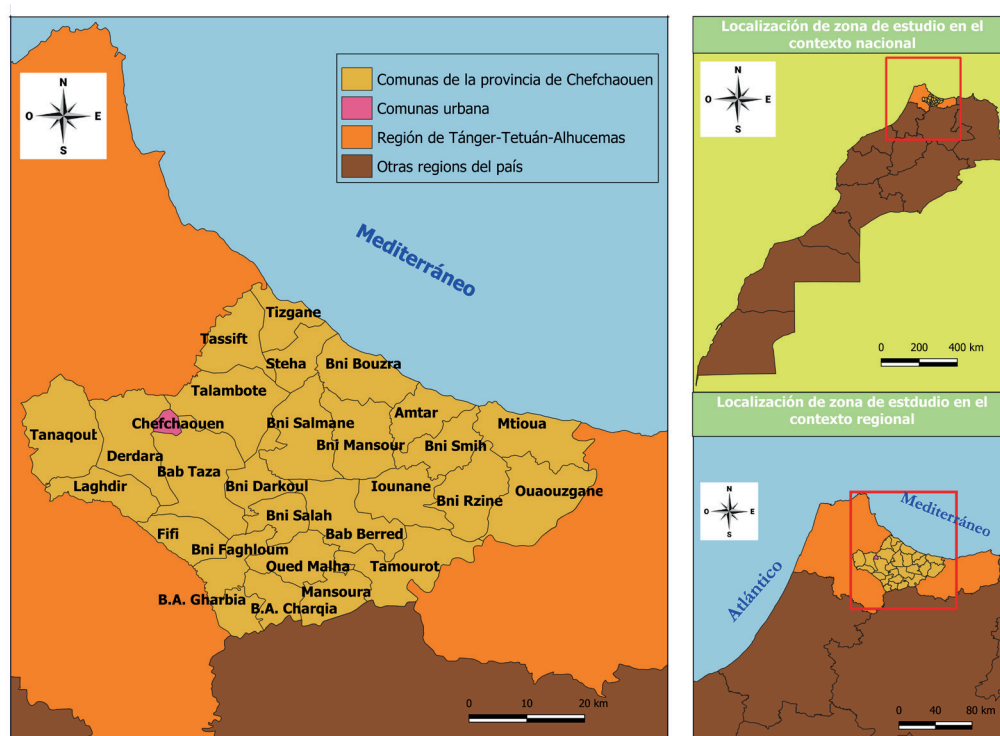 N
O
E
S
Comunas de la provincia de Chefchaouen
Comunas urbana
Región de Tánger-Tetuán-Alhucemas
Otras regions del país
Mediterráneo
Tizgane
Tassift
Steha
Bni Bouzra
Talambote
Amtar
Mtioua
Tanaqout
Chefchaouen
Bni Salmane
Bni Mansour
Bni Smih
Derdara
Bab Taza
Laghdir
Bni Darkoul
Iounane
Bni Rzine
Ouaouzgane
Fifi
Bni Salah
Bab Berred
Bni Faghloum
Oued Malha
Tamourot
B.A. Gharbia
Mansoura
B.A. Charqia
0 10 20 km
Localización de zona de estudio en el
contexto nacional
N
O
E
S
0 200 400 km
Localización de zona de estdudio en el
contexto regional
N
O
E
S
Mediterráneo
Atlántico
0 40 80 km